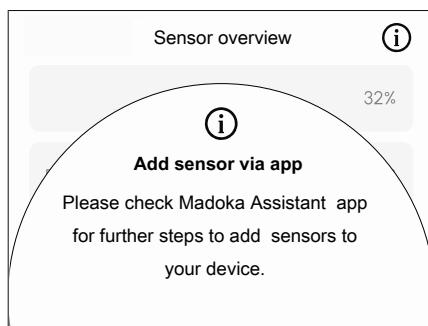 Sensor overview
32%
Add sensor via app
Please check Madoka Assistant app
for further steps to add sensors to
your device.